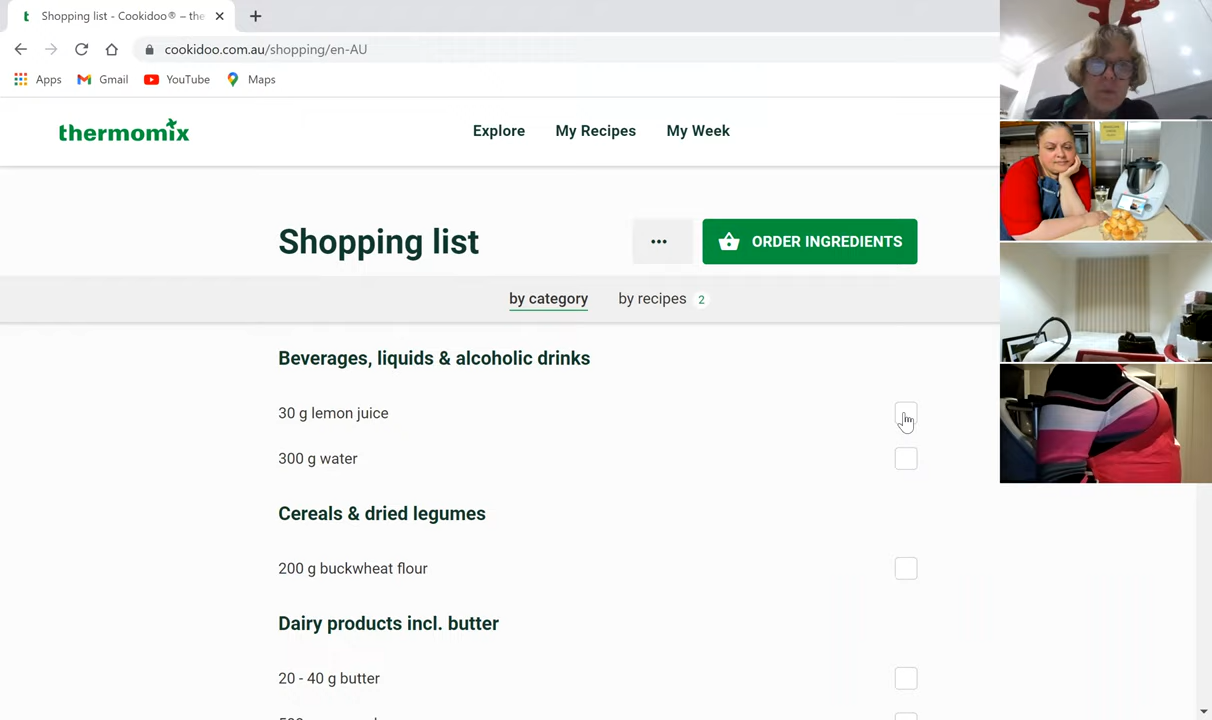 Shopping list - Cookidoo® – the
cookidoo.com.au/shopping/en-AU
Apps Gmail YouTube Maps
thermomix
Explore My Recipes My Week
Shopping list
... ORDER INGREDIENTS
by category by recipes 2
Beverages, liquids & alcoholic drinks
30 g lemon juice
300 g water
Cereals & dried legumes
200 g buckwheat flour
Dairy products incl. butter
20 - 40 g butter